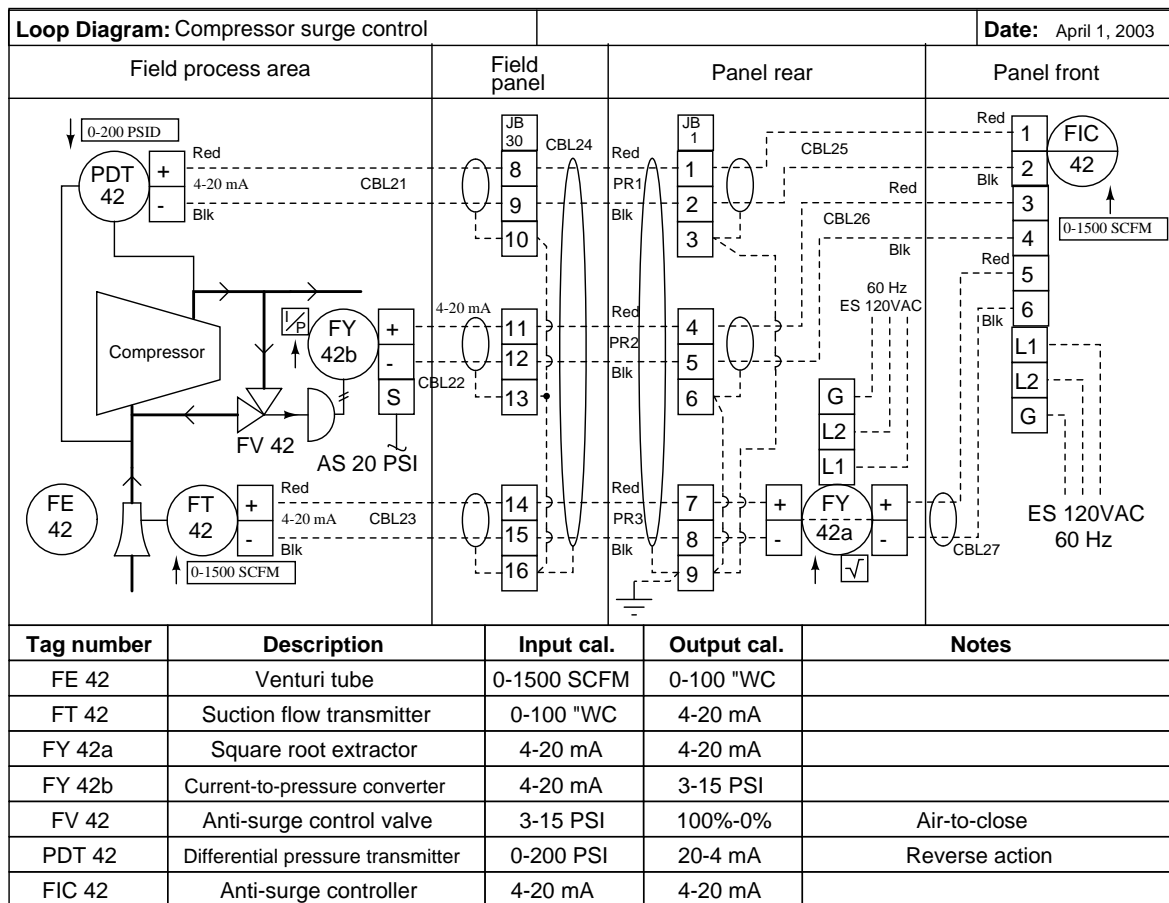 Loop Diagram: Compressor surge control
Date: April 1, 2003
Field process area
Field panel
Panel rear
Panel front
0-200 PSID
PDT 42
+
-
Red
4-20 mA
Blk
CBL21
JB 30
8
9
10
CBL24
Red
PR1
Blk
JB 1
1
2
3
CBL25
Red
Blk
1
2
3
4
5
6
L1
L2
G
FIC 42
0-1500 SCFM
Red
CBL26
Blk
Red
Blk
Compressor
I/P
FY 42b
+
-
S
4-20 mA
CBL22
11
12
13
Red
PR2
Blk
4
5
6
60 Hz
ES 120VAC
G
L2
L1
FV 42
AS 20 PSI
FE 42
FT 42
+
-
Red
4-20 mA
Blk
CBL23
0-1500 SCFM
14
15
16
Red
PR3
Blk
7
8
9
+
-
FY 42a
+
-
√
CBL27
ES 120VAC
60 Hz
Tag number Description Input cal. Output cal. Notes
FE 42 Venturi tube 0-1500 SCFM 0-100 "WC
FT 42 Suction flow transmitter 0-100 "WC 4-20 mA
FY 42a Square root extractor 4-20 mA 4-20 mA
FY 42b Current-to-pressure converter 4-20 mA 3-15 PSI
FV 42 Anti-surge control valve 3-15 PSI 100%-0% Air-to-close
PDT 42 Differential pressure transmitter 0-200 PSI 20-4 mA Reverse action
FIC 42 Anti-surge controller 4-20 mA 4-20 mA